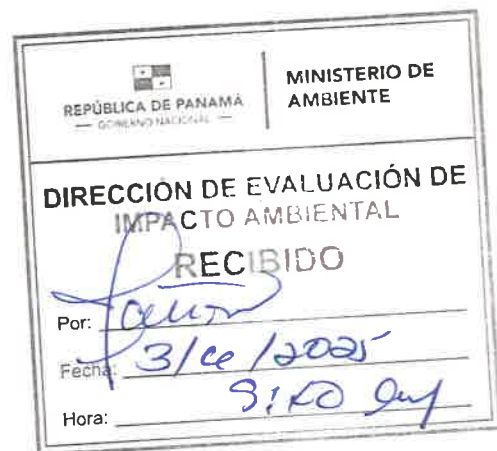 REPÚBLICA DE PANAMÁ
— GOBIERNO NACIONAL —
MINISTERIO DE
AMBIENTE
DIRECCIÓN DE EVALUACIÓN DE
IMPACTO AMBIENTAL
RECIBIDO
Por:
Fecha: 3/ /2025
Hora: